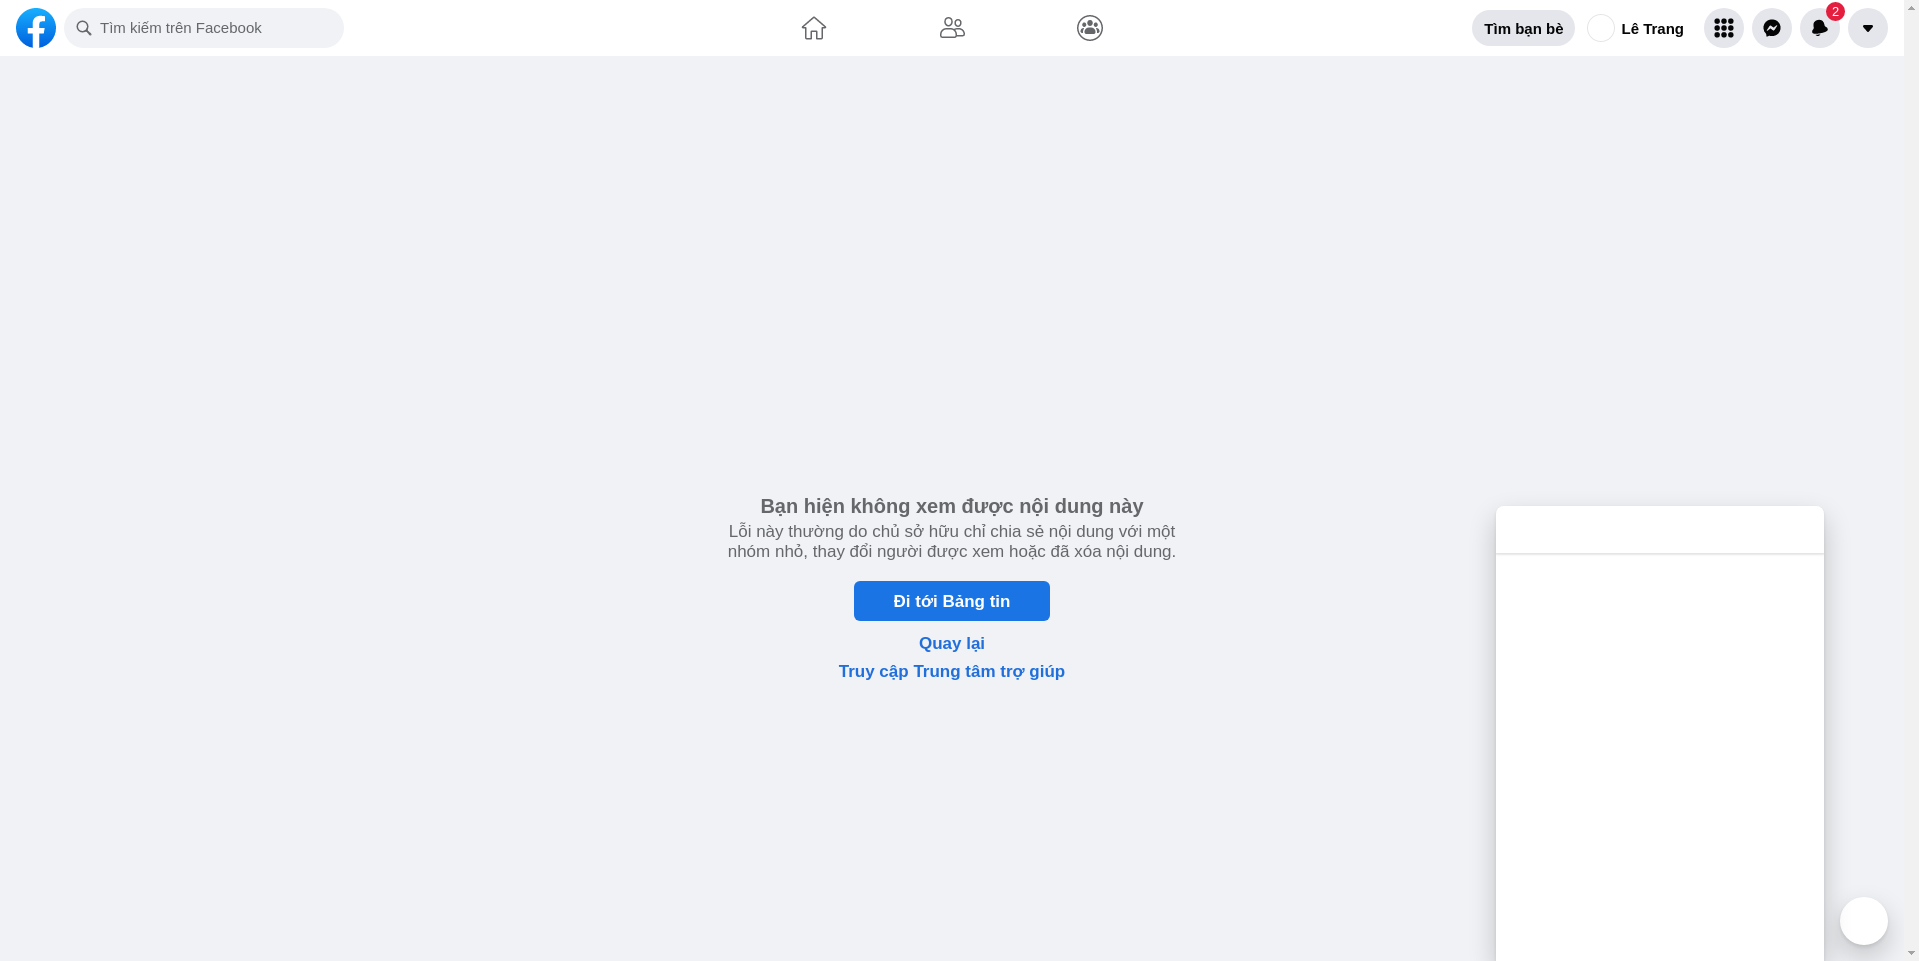 Tìm kiếm trên Facebook
Tìm bạn bè
Lê Trang
2
Bạn hiện không xem được nội dung này
Lỗi này thường do chủ sở hữu chỉ chia sẻ nội dung với một
nhóm nhỏ, thay đổi người được xem hoặc đã xóa nội dung.
Đi tới Bảng tin
Quay lại
Truy cập Trung tâm trợ giúp